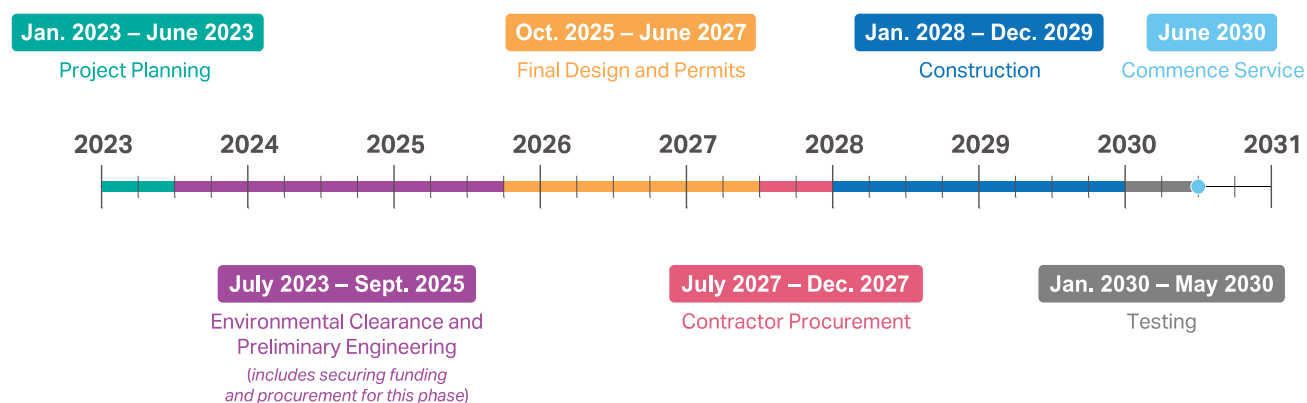 Jan. 2023 – June 2023
Project Planning
Oct. 2025 – June 2027
Final Design and Permits
Jan. 2028 – Dec. 2029
Construction
June 2030
Commence Service
2023
2024
2025
2026
2027
2028
2029
2030
2031
July 2023 – Sept. 2025
Environmental Clearance and
Preliminary Engineering
(includes securing funding
and procurement for this phase)
July 2027 – Dec. 2027
Contractor Procurement
Jan. 2030 – May 2030
Testing